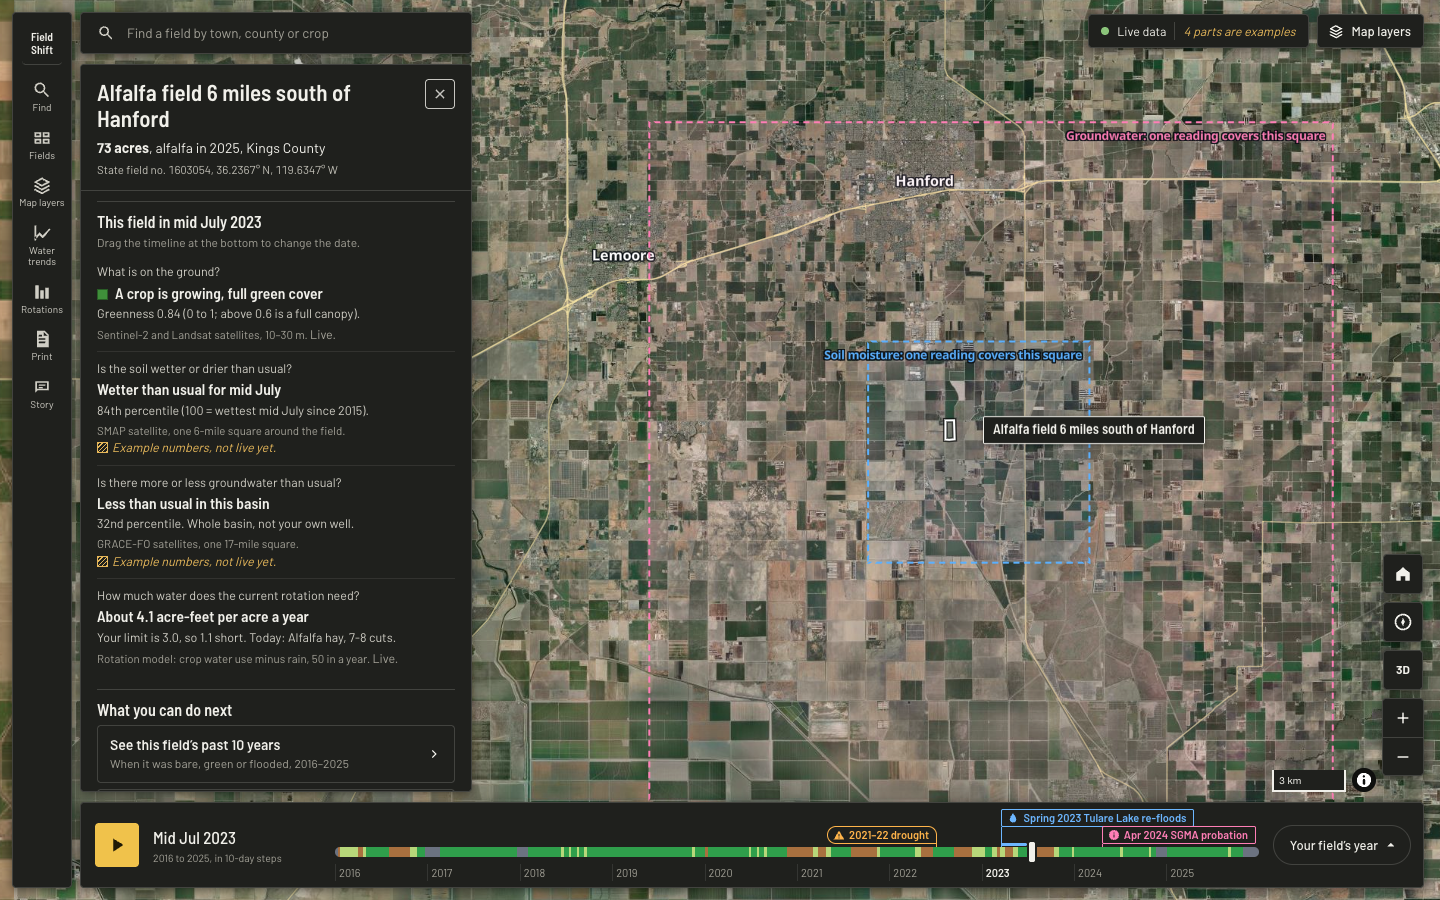 Field
Shift
Find
Fields
Map layers
Water
trends
Rotations
Print
Story
Find a field by town, county or crop
Alfalfa field 6 miles south of
Hanford
73 acres, alfalfa in 2025, Kings County
State field no. 1603054, 36.2367° N, 119.6347° W
This field in mid July 2023
Drag the timeline at the bottom to change the date.
What is on the ground?
A crop is growing, full green cover
Greenness 0.84 (0 to 1; above 0.6 is a full canopy).
Sentinel-2 and Landsat satellites, 10–30 m. Live.
Is the soil wetter or drier than usual?
Wetter than usual for mid July
84th percentile (100 = wettest mid July since 2015).
SMAP satellite, one 6-mile square around the field.
Example numbers, not live yet.
Is there more or less groundwater than usual?
Less than usual in this basin
32nd percentile. Whole basin, not your own well.
GRACE-FO satellites, one 17-mile square.
Example numbers, not live yet.
How much water does the current rotation need?
About 4.1 acre-feet per acre a year
Your limit is 3.0, so 1.1 short. Today: Alfalfa hay, 7–8 cuts.
Rotation model: crop water use minus rain, 50 in a year. Live.
What you can do next
See this field's past 10 years
When it was bare, green or flooded, 2016–2025
Live data
4 parts are examples
Map layers
Groundwater: one reading covers this square
Hanford
Lemoore
Soil moisture: one reading covers this square
Alfalfa field 6 miles south of Hanford
3D
3 km
Mid Jul 2023
2016 to 2025, in 10-day steps
Spring 2023 Tulare Lake re-floods
2021–22 drought
Apr 2024 SGMA probation
2016
2017
2018
2019
2020
2021
2022
2023
2024
2025
Your field's year